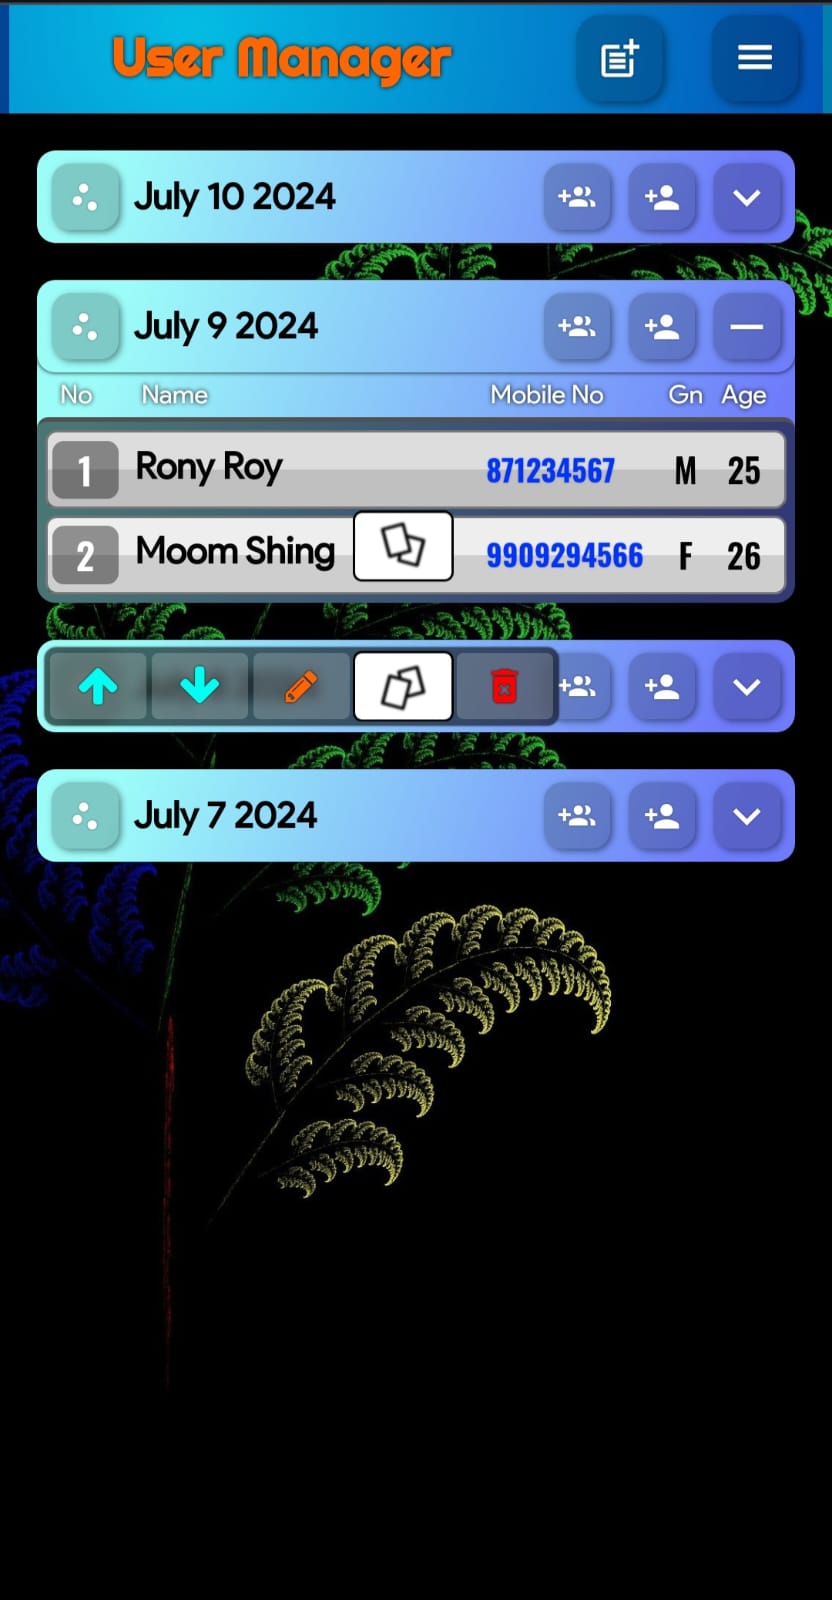 User Manager
July 10 2024
July 9 2024
No Name Mobile No Gn Age
1 Rony Roy 871234567 M 25
2 Moom Shing 9909294566 F 26
July 7 2024